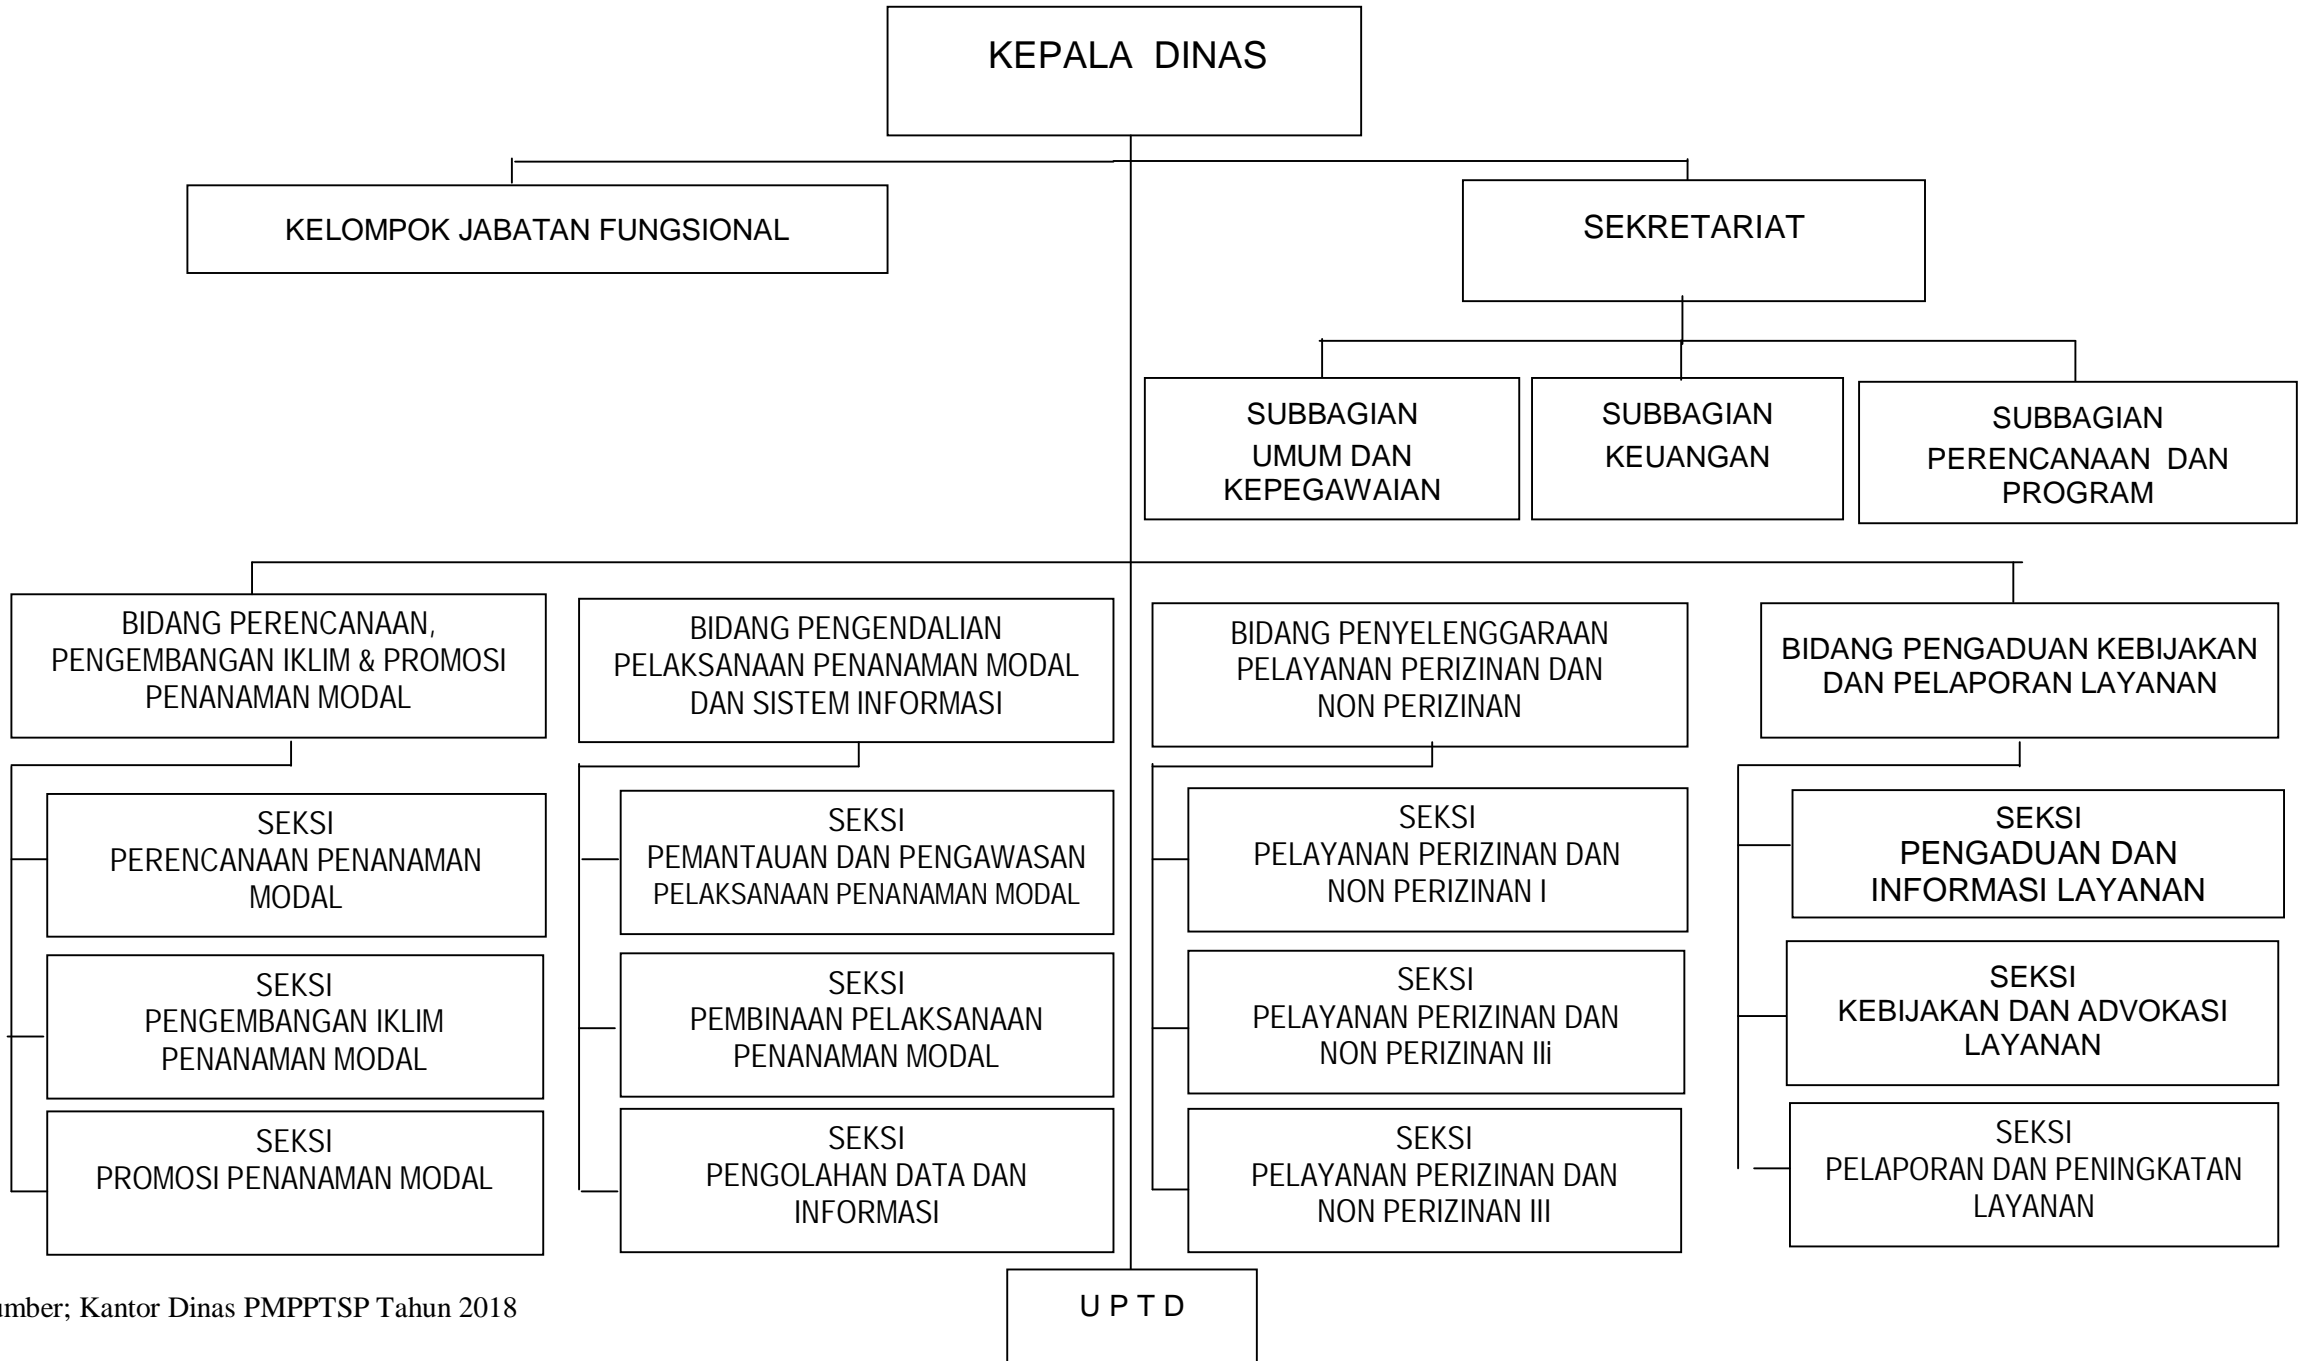 KEPALA DINAS
KELOMPOK JABATAN FUNGSIONAL
SEKRETARIAT
SUBBAGIAN
UMUM DAN
KEPEGAWAIAN
SUBBAGIAN
KEUANGAN
SUBBAGIAN
PERENCANAAN DAN
PROGRAM
BIDANG PERENCANAAN,
PENGEMBANGAN IKLIM & PROMOSI
PENANAMAN MODAL
BIDANG PENGENDALIAN
PELAKSANAAN PENANAMAN MODAL
DAN SISTEM INFORMASI
BIDANG PENYELENGGARAAN
PELAYANAN PERIZINAN DAN
NON PERIZINAN
BIDANG PENGADUAN KEBIJAKAN
DAN PELAPORAN LAYANAN
SEKSI
PERENCANAAN PENANAMAN
MODAL
SEKSI
PEMANTAUAN DAN PENGAWASAN
PELAKSANAAN PENANAMAN MODAL
SEKSI
PELAYANAN PERIZINAN DAN
NON PERIZINAN I
SEKSI
PENGADUAN DAN
INFORMASI LAYANAN
SEKSI
PENGEMBANGAN IKLIM
PENANAMAN MODAL
SEKSI
PEMBINAAN PELAKSANAAN
PENANAMAN MODAL
SEKSI
PELAYANAN PERIZINAN DAN
NON PERIZINAN IIi
SEKSI
KEBIJAKAN DAN ADVOKASI
LAYANAN
SEKSI
PROMOSI PENANAMAN MODAL
SEKSI
PENGOLAHAN DATA DAN
INFORMASI
SEKSI
PELAYANAN PERIZINAN DAN
NON PERIZINAN III
SEKSI
PELAPORAN DAN PENINGKATAN
LAYANAN
U P T D
umber; Kantor Dinas PMPPTSP Tahun 2018